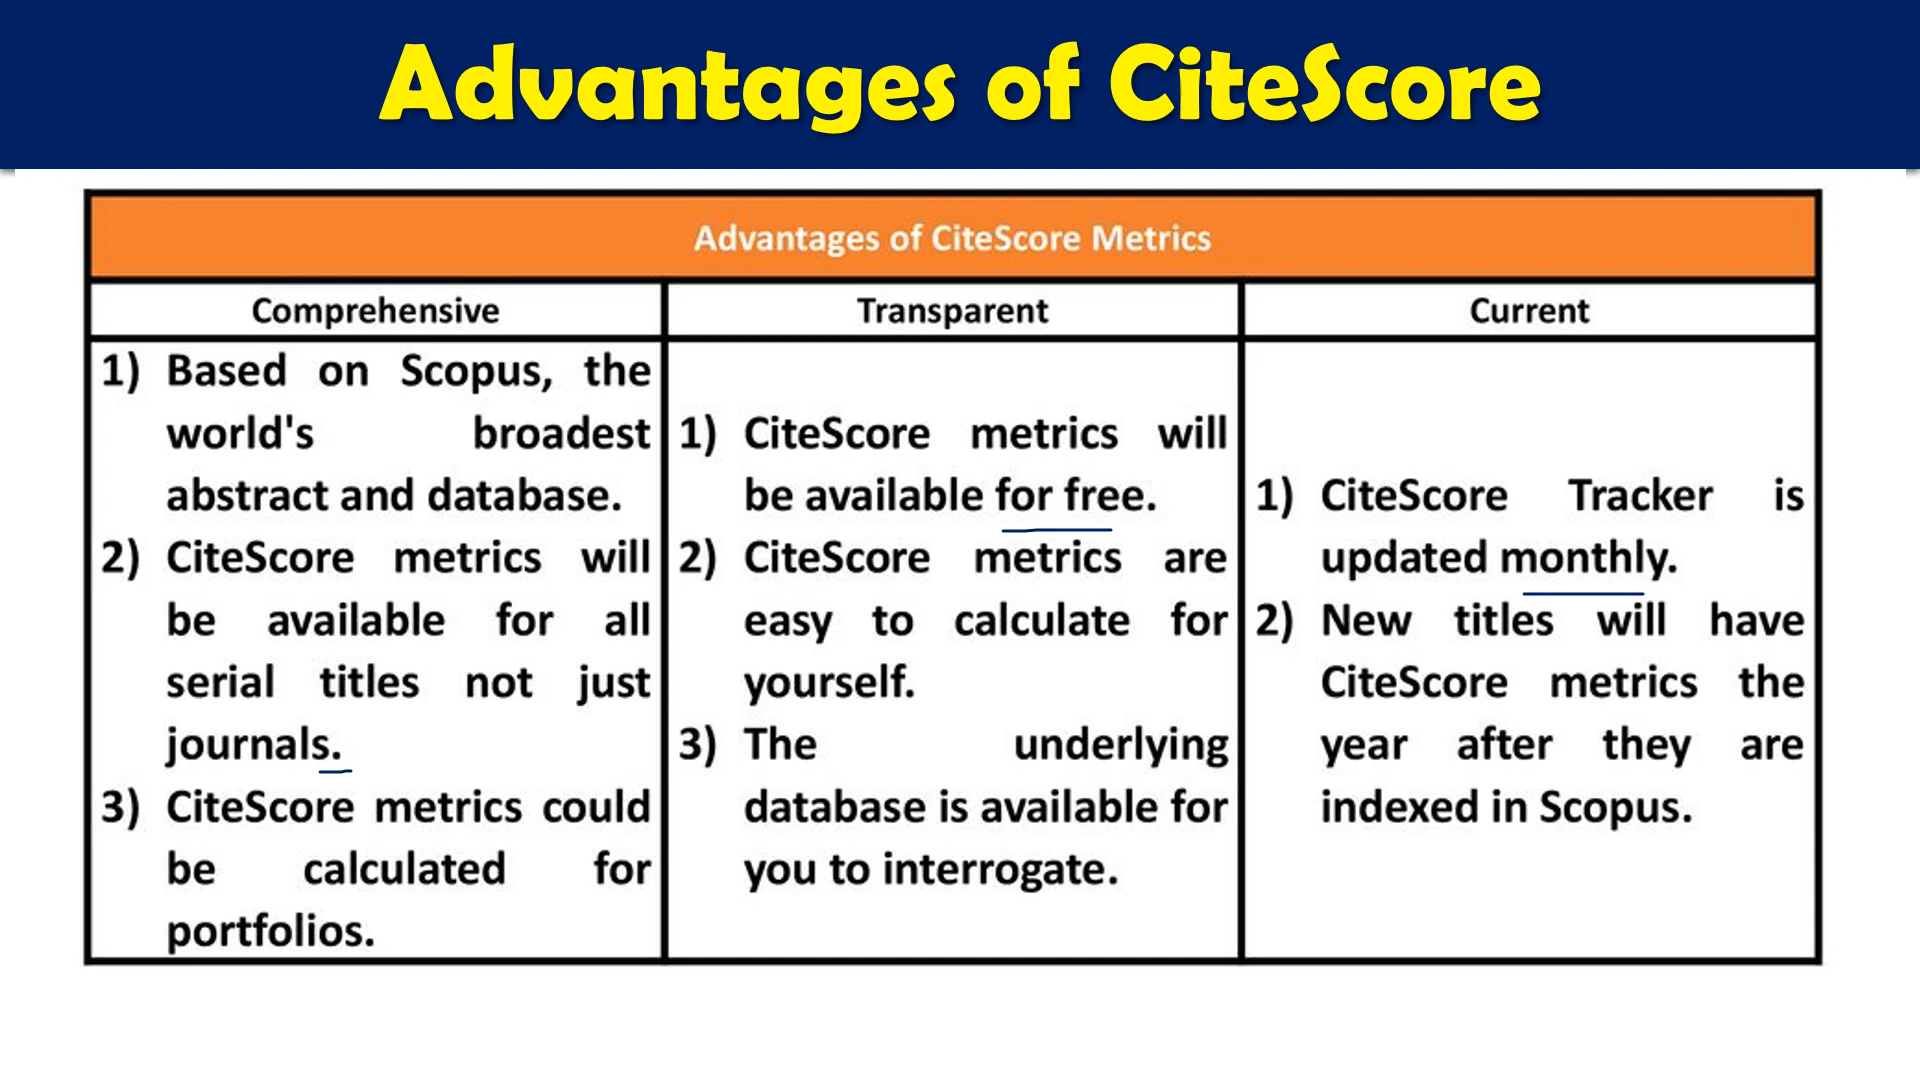 Advantages of CiteScore
Advantages of CiteScore Metrics
Comprehensive
1) Based on Scopus, the
world's broadest
abstract and database.
2) CiteScore metrics will
be available for all
serial titles not just
journals.
3) CiteScore metrics could
be calculated for
portfolios.
Transparent
1) CiteScore metrics will
be available for free.
2) CiteScore metrics are
easy to calculate for
yourself.
3) The underlying
database is available for
you to interrogate.
Current
1) CiteScore Tracker is
updated monthly.
2) New titles will have
CiteScore metrics the
year after they are
indexed in Scopus.